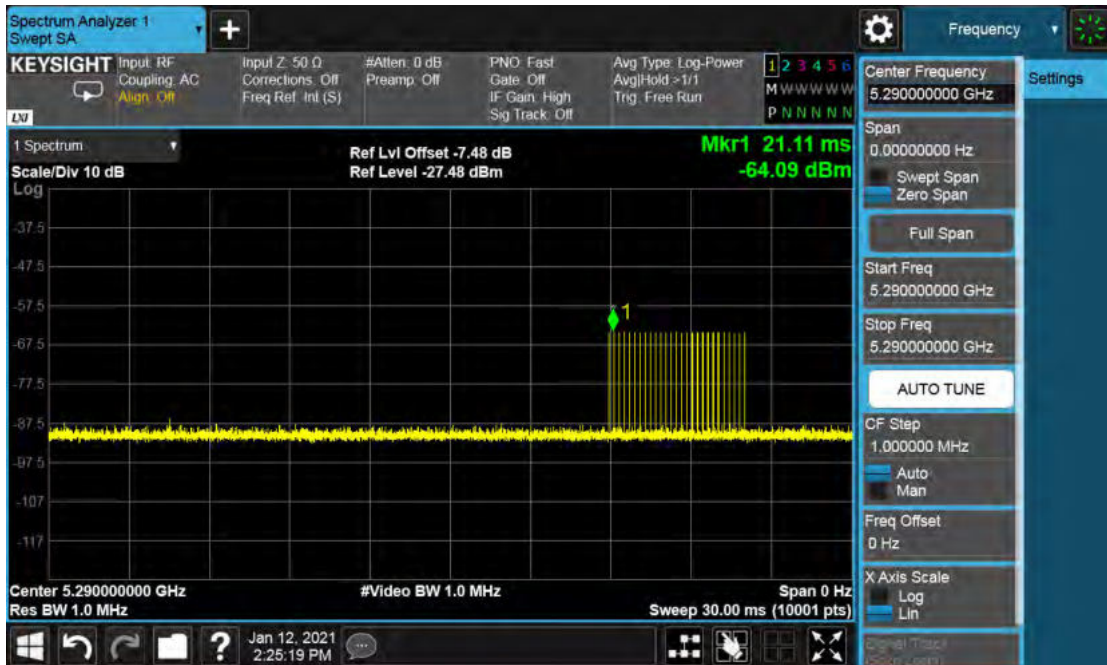 Spectrum Analyzer 1
Swept SA
+
Frequency
KEYSIGHT
LXI
Input: RF
Coupling: AC
Align: Off
Input Z: 50 Ω
Corrections: Off
Freq Ref: Int (S)
#Atten: 0 dB
Preamp: Off
PNO: Fast
Gate: Off
IF Gain: High
Sig Track: Off
Avg Type: Log-Power
Avg|Hold >1/1
Trig: Free Run
1 2 3 4 5 6
M W W W W W W
P N N N N N
1 Spectrum
Scale/Div 10 dB
Log
Ref Lvl Offset -7.48 dB
Ref Level -27.48 dBm
Mkr1 21.11 ms
-64.09 dBm
-37.5
-47.5
-57.5
-67.5
-77.5
-87.5
-97.5
-107
-117
1
Center 5.290000000 GHz
Res BW 1.0 MHz
#Video BW 1.0 MHz
Span 0 Hz
Sweep 30.00 ms (10001 pts)
?
Jan 12, 2021
2:25:19 PM
Center Frequency
5.290000000 GHz
Span
0.00000000 Hz
Swept Span
Zero Span
Full Span
Start Freq
5.290000000 GHz
Stop Freq
5.290000000 GHz
AUTO TUNE
CF Step
1.000000 MHz
Auto
Man
Freq Offset
0 Hz
X Axis Scale
Log
Lin
Signal Track
Settings